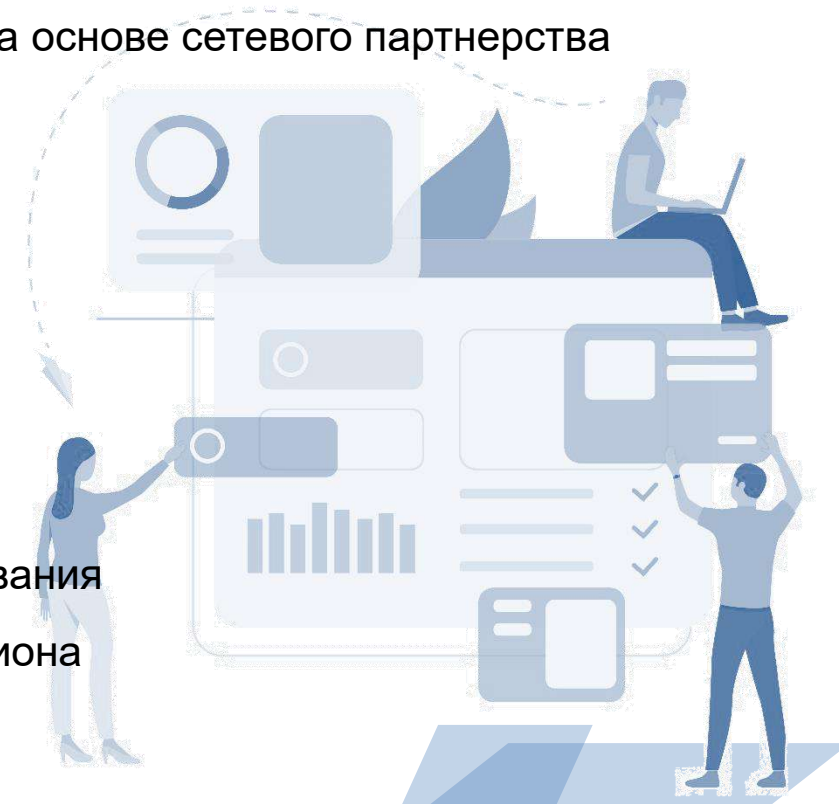 а основе сетевого партнерства
вания
иона